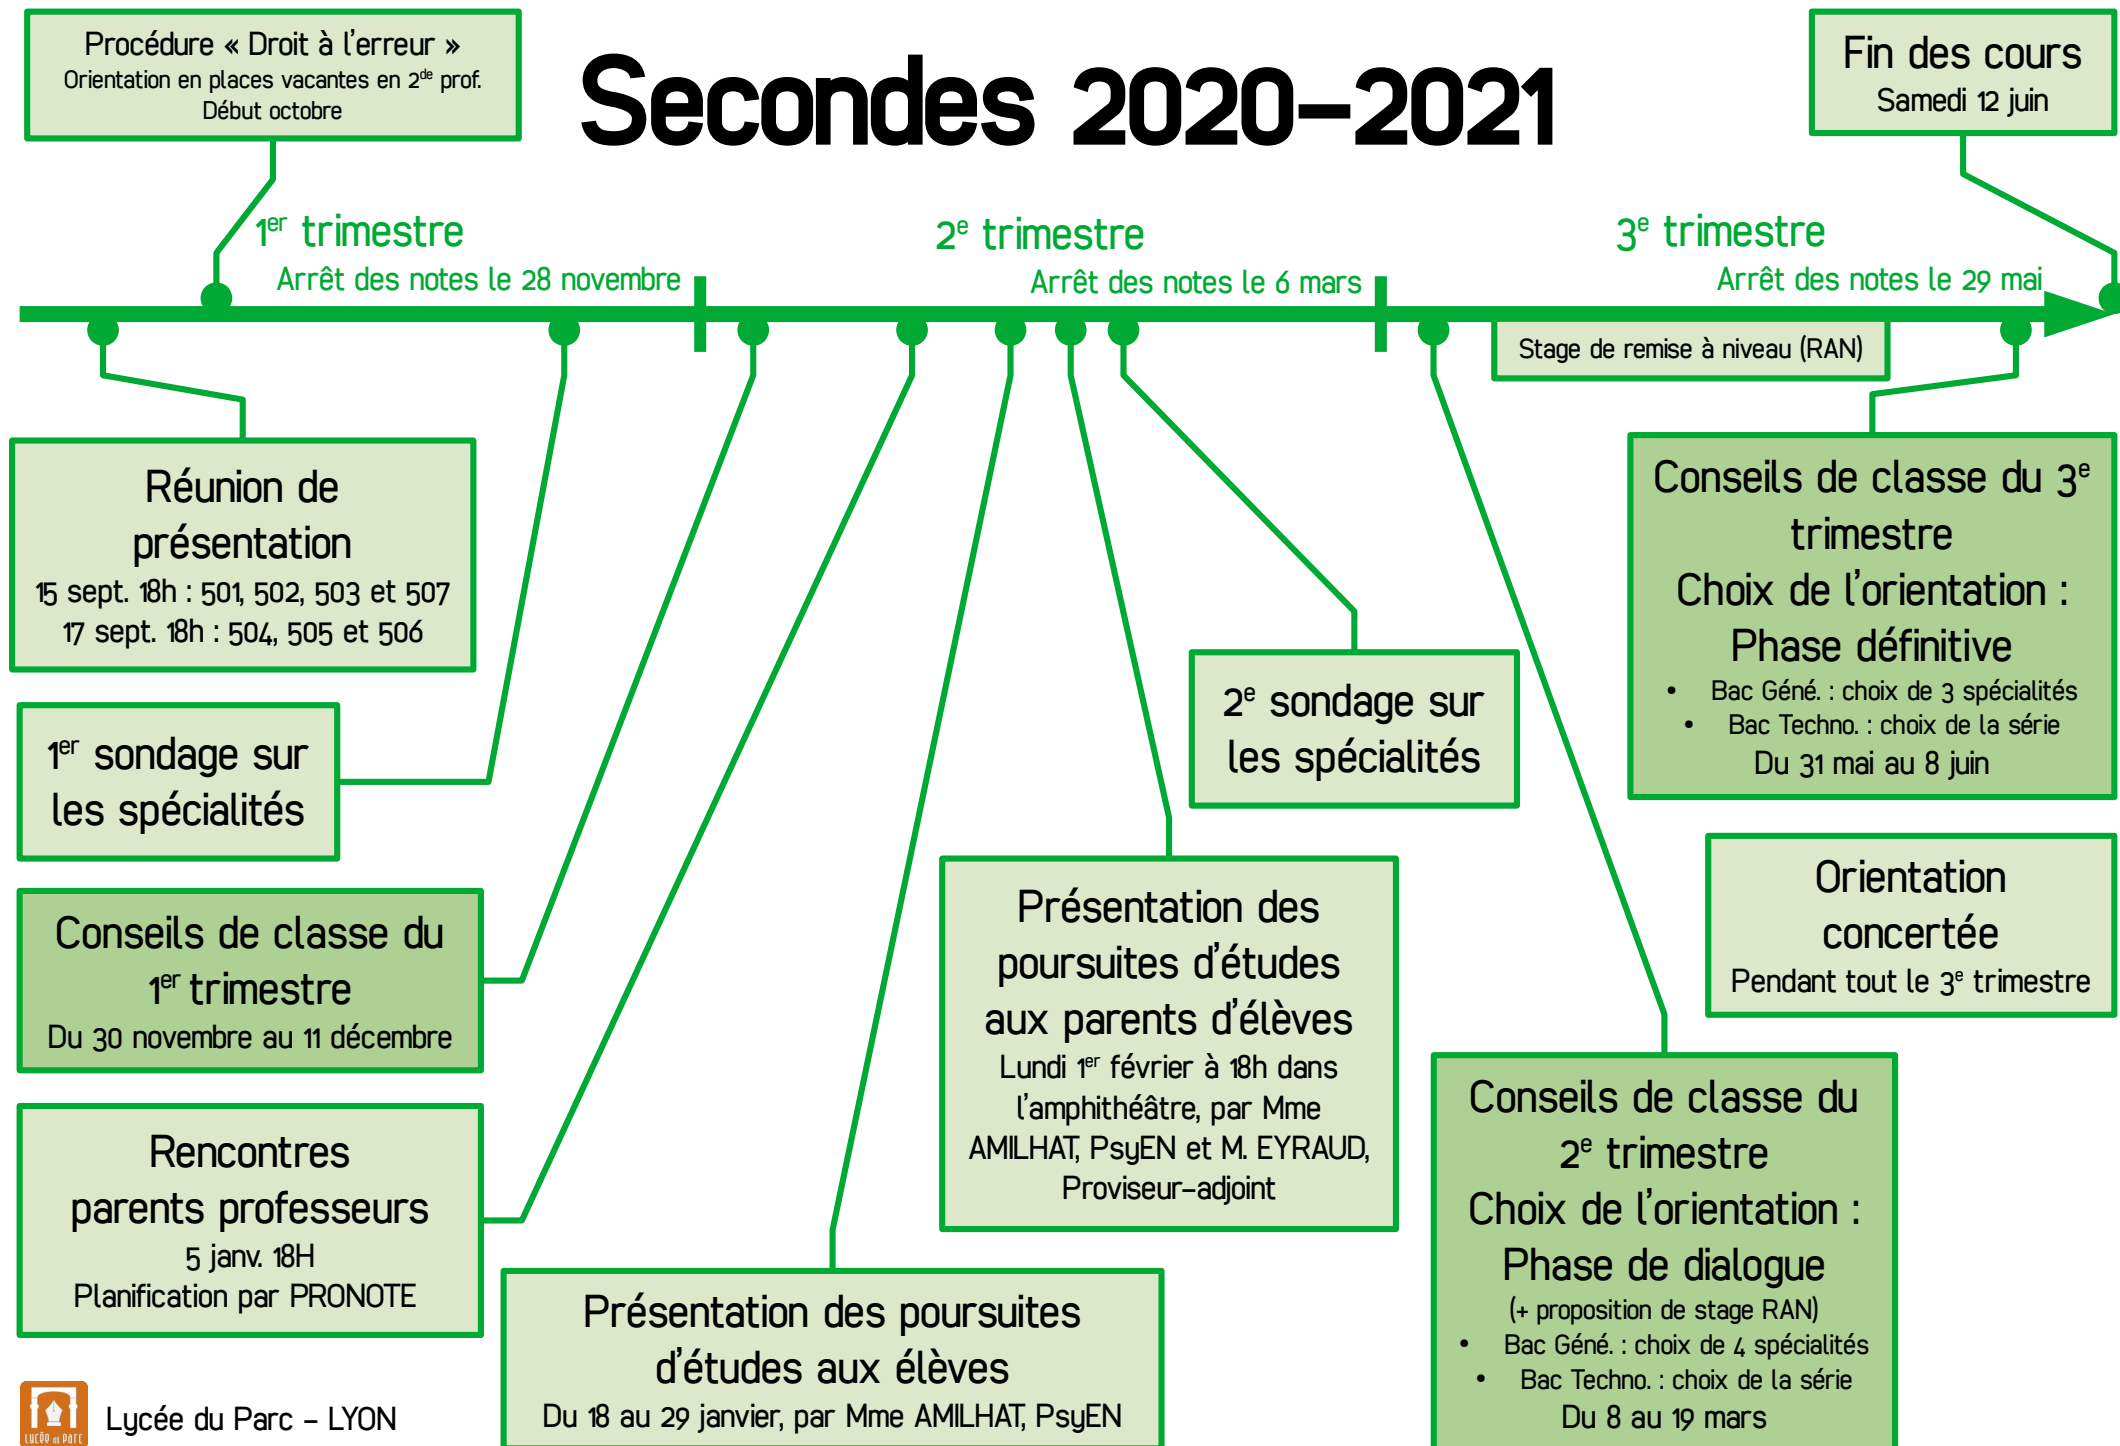 Procédure « Droit à l'erreur »
Orientation en places vacantes en 2de prof.
Début octobre
Secondes 2020-2021
Fin des cours
Samedi 12 juin
1er trimestre
Arrêt des notes le 28 novembre
2e trimestre
Arrêt des notes le 6 mars
3e trimestre
Arrêt des notes le 29 mai
Stage de remise à niveau (RAN)
Réunion de
présentation
15 sept. 18h : 501, 502, 503 et 507
17 sept. 18h : 504, 505 et 506
1er sondage sur
les spécialités
Conseils de classe du
1er trimestre
Du 30 novembre au 11 décembre
Rencontres
parents professeurs
5 janv. 18H
Planification par PRONOTE
Présentation des poursuites
d'études aux élèves
Du 18 au 29 janvier, par Mme AMILHAT, PsyEN
Présentation des
poursuites d'études
aux parents d'élèves
Lundi 1er février à 18h dans
l'amphithéâtre, par Mme
AMILHAT, PsyEN et M. EYRAUD,
Proviseur-adjoint
2e sondage sur
les spécialités
Conseils de classe du
2e trimestre
Choix de l'orientation :
Phase de dialogue
(+ proposition de stage RAN)
• Bac Géné. : choix de 4 spécialités
• Bac Techno. : choix de la série
Du 8 au 19 mars
Conseils de classe du 3e
trimestre
Choix de l'orientation :
Phase définitive
• Bac Géné. : choix de 3 spécialités
• Bac Techno. : choix de la série
Du 31 mai au 8 juin
Orientation
concertée
Pendant tout le 3e trimestre
LYCÉE DU PARC
Lycée du Parc - LYON